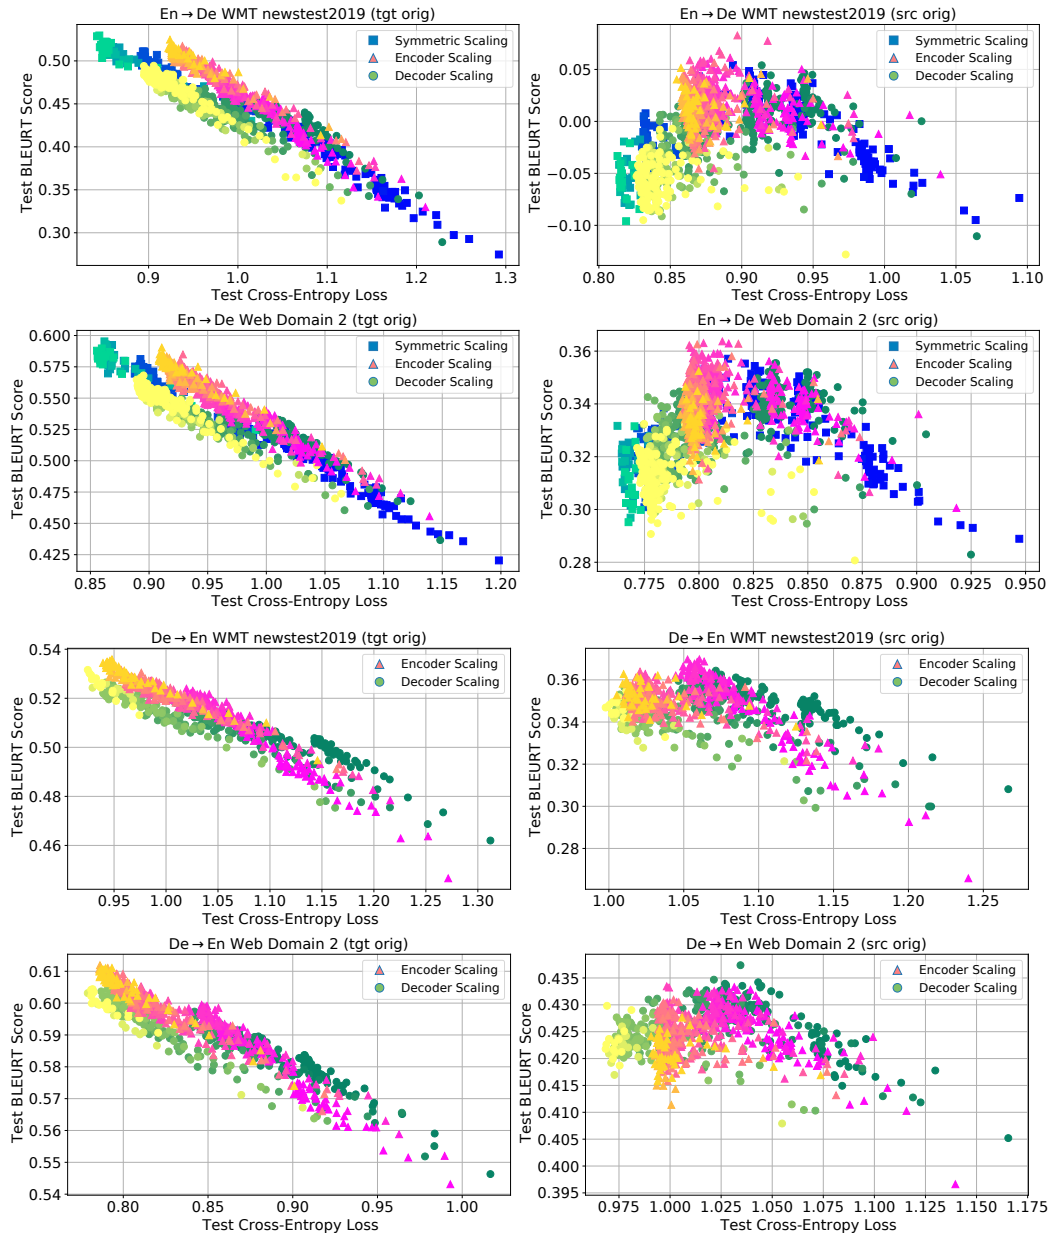 En→De WMT newstest2019 (tgt orig)
Symmetric Scaling
Encoder Scaling
Decoder Scaling
Test BLEURT Score
0.50
0.45
0.40
0.35
0.30
0.9 1.0 1.1 1.2 1.3
Test Cross-Entropy Loss
En→De WMT newstest2019 (src orig)
Symmetric Scaling
Encoder Scaling
Decoder Scaling
Test BLEURT Score
0.05
0.00
−0.05
−0.10
0.80 0.85 0.90 0.95 1.00 1.05 1.10
Test Cross-Entropy Loss
En→De Web Domain 2 (tgt orig)
Symmetric Scaling
Encoder Scaling
Decoder Scaling
Test BLEURT Score
0.600
0.575
0.550
0.525
0.500
0.475
0.450
0.425
0.85 0.90 0.95 1.00 1.05 1.10 1.15 1.20
Test Cross-Entropy Loss
En→De Web Domain 2 (src orig)
Symmetric Scaling
Encoder Scaling
Decoder Scaling
Test BLEURT Score
0.36
0.34
0.32
0.30
0.28
0.775 0.800 0.825 0.850 0.875 0.900 0.925 0.950
Test Cross-Entropy Loss
De→En WMT newstest2019 (tgt orig)
Encoder Scaling
Decoder Scaling
Test BLEURT Score
0.54
0.52
0.50
0.48
0.46
0.95 1.00 1.05 1.10 1.15 1.20 1.25 1.30
Test Cross-Entropy Loss
De→En WMT newstest2019 (src orig)
Encoder Scaling
Decoder Scaling
Test BLEURT Score
0.36
0.34
0.32
0.30
0.28
1.00 1.05 1.10 1.15 1.20 1.25
Test Cross-Entropy Loss
De→En Web Domain 2 (tgt orig)
Encoder Scaling
Decoder Scaling
Test BLEURT Score
0.61
0.60
0.59
0.58
0.57
0.56
0.55
0.54
0.80 0.85 0.90 0.95 1.00
Test Cross-Entropy Loss
De→En Web Domain 2 (src orig)
Encoder Scaling
Decoder Scaling
Test BLEURT Score
0.435
0.430
0.425
0.420
0.415
0.410
0.405
0.400
0.395
0.975 1.000 1.025 1.050 1.075 1.100 1.125 1.150 1.175
Test Cross-Entropy Loss